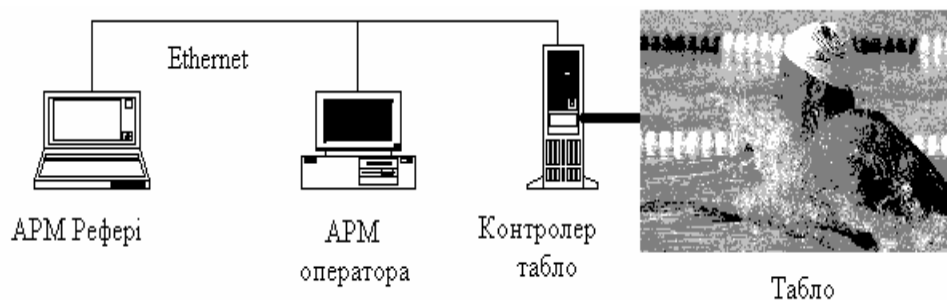 Ethernet
АРМ Рефері
АРМ
оператора
Контролер
табло
Табло